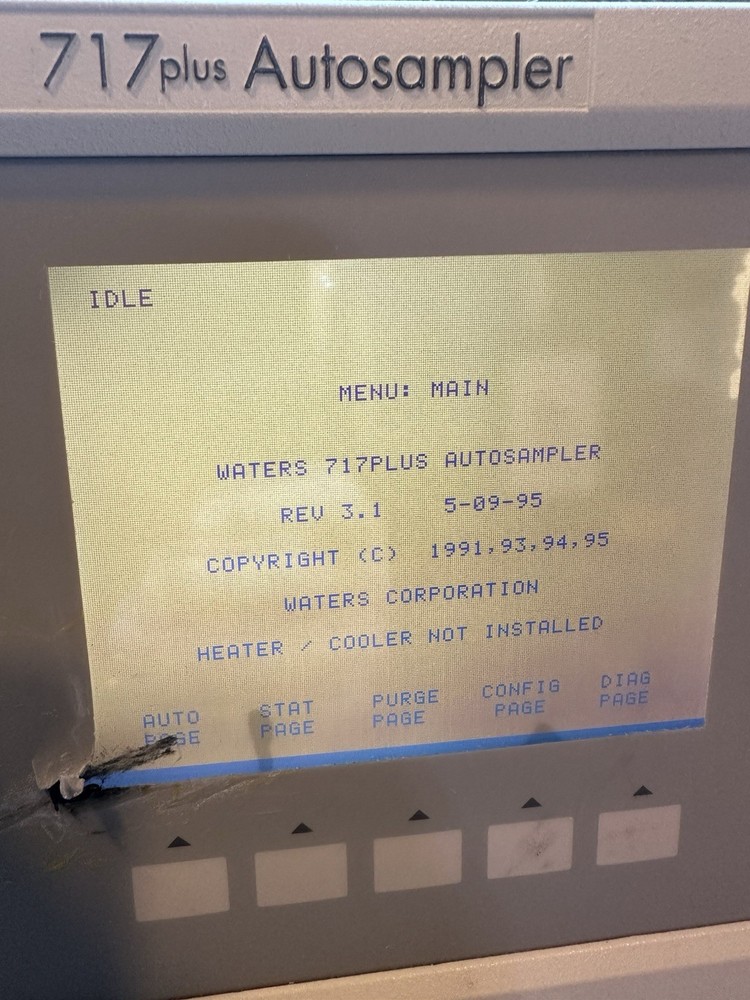 717plus Autosampler
IDLE
MENU: MAIN
WATERS 717PLUS AUTOSAMPLER
REV 3.1 5-09-95
COPYRIGHT (C) 1991,93,94,95
WATERS CORPORATION
HEATER / COOLER NOT INSTALLED
AUTO STAT PURGE CONFIG DIAG
PAGE PAGE PAGE PAGE PAGE